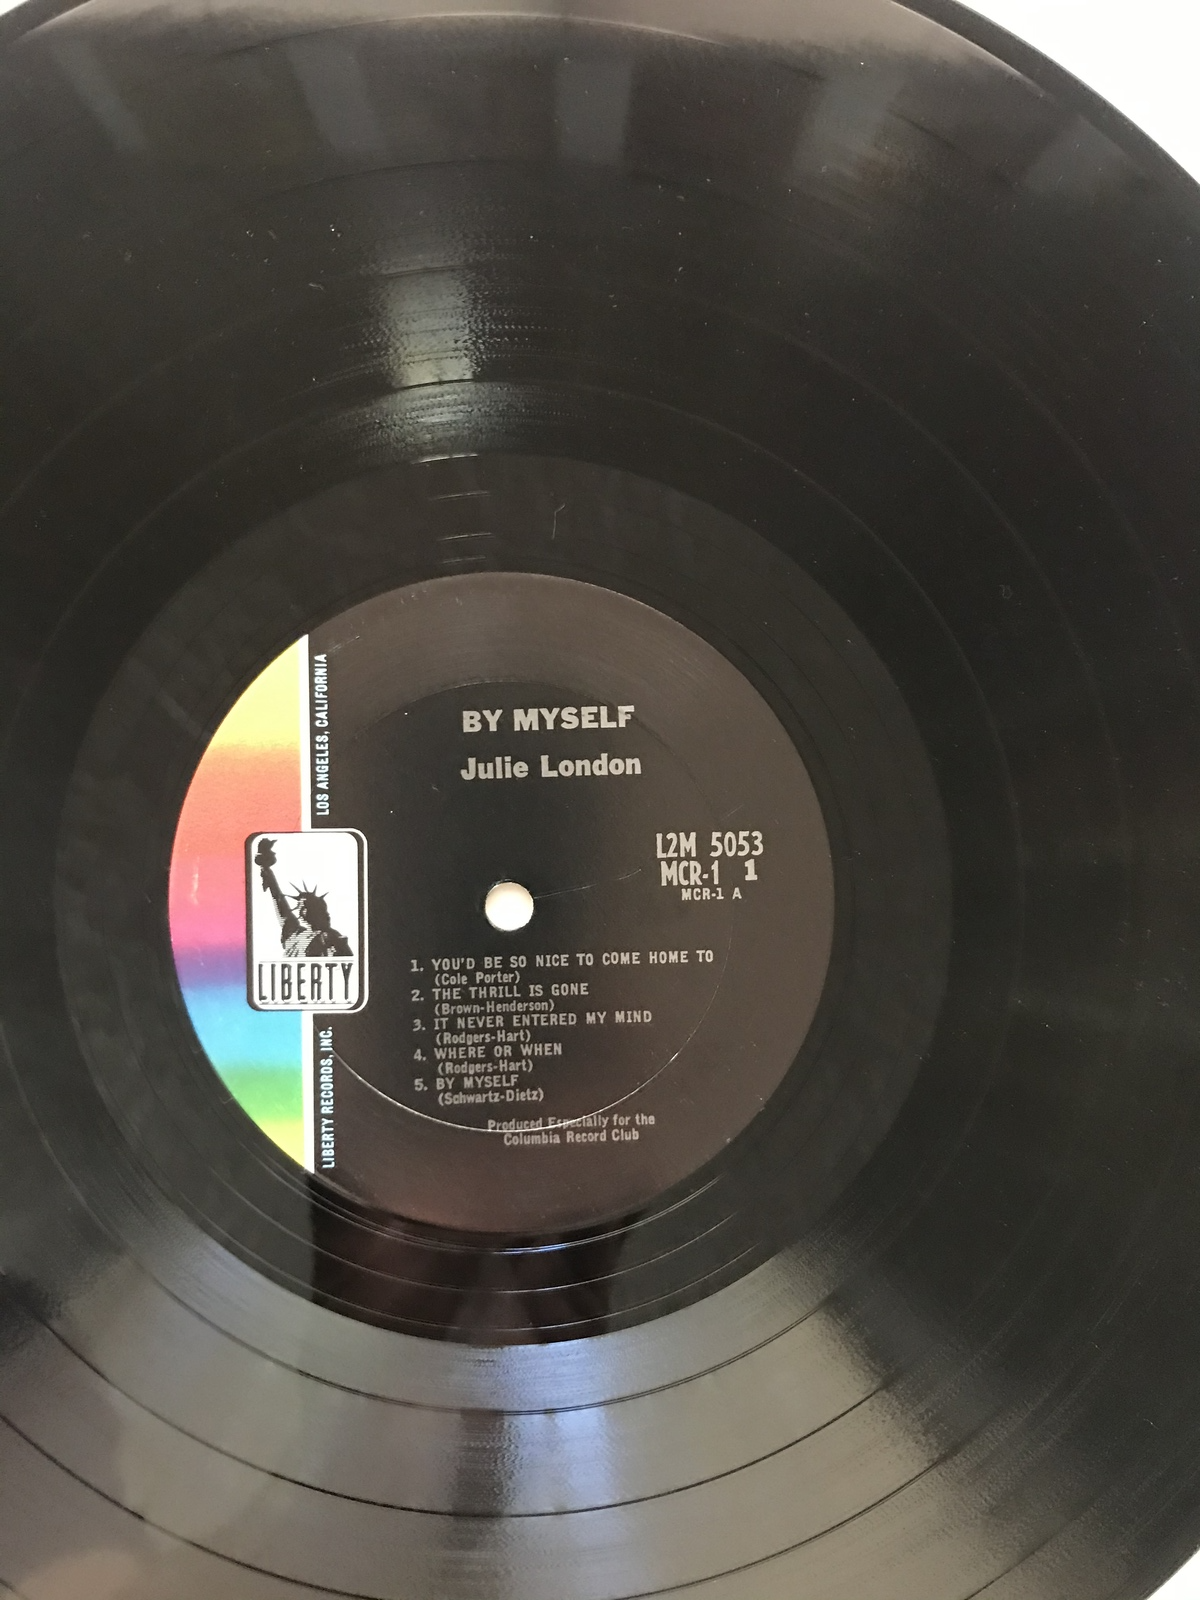 BY MYSELF
Julie London
L2M 5053
MCR-1 1
MCR-1 A
1. YOU'D BE SO NICE TO COME HOME TO
(Cole Porter)
2. THE THRILL IS GONE
(Brown-Henderson)
3. IT NEVER ENTERED MY MIND
(Rodgers-Hart)
4. WHERE OR WHEN
(Rodgers-Hart)
5. BY MYSELF
(Schwartz-Dietz)
Produced Especially for the
Columbia Record Club
LIBERTY
LIBERTY RECORDS, INC.
LOS ANGELES, CALIFORNIA